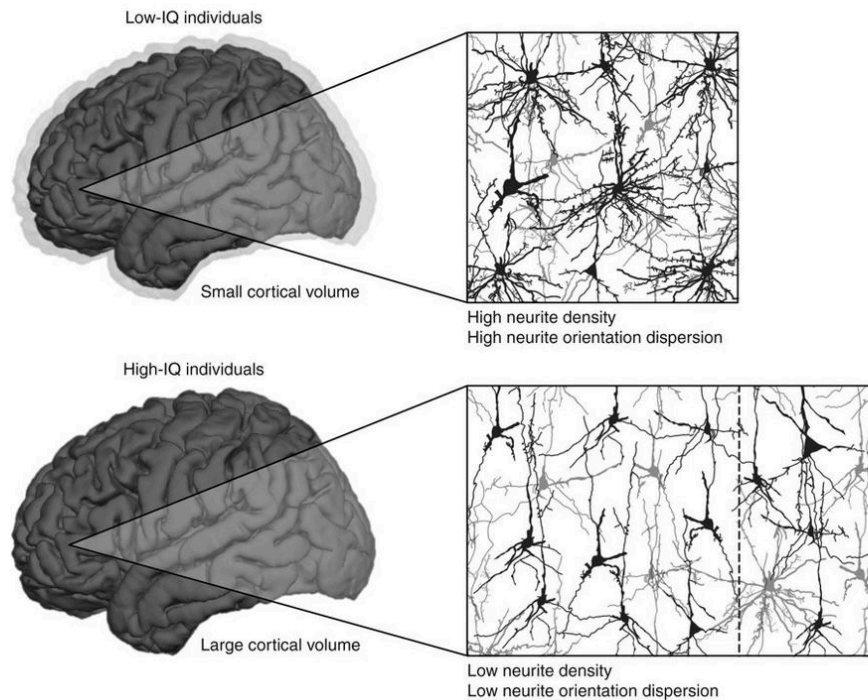 Low-IQ individuals
Small cortical volume
High neurite density
High neurite orientation dispersion
High-IQ individuals
Large cortical volume
Low neurite density
Low neurite orientation dispersion